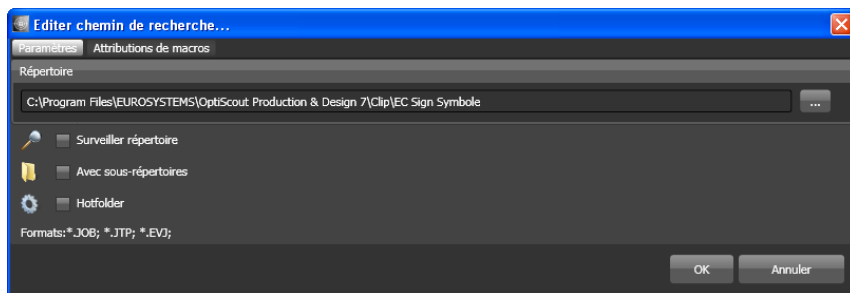 Editer chemin de recherche...
Paramètres Attributions de macros
Répertoire
C:\Program Files\EUROSYSTEMS\OptiScout Production & Design 7\Clip\EC Sign Symbole ...
Surveiller répertoire
Avec sous-répertoires
Hotfolder
Formats:*.JOB; *.JTP; *.EVJ;
OK Annuler